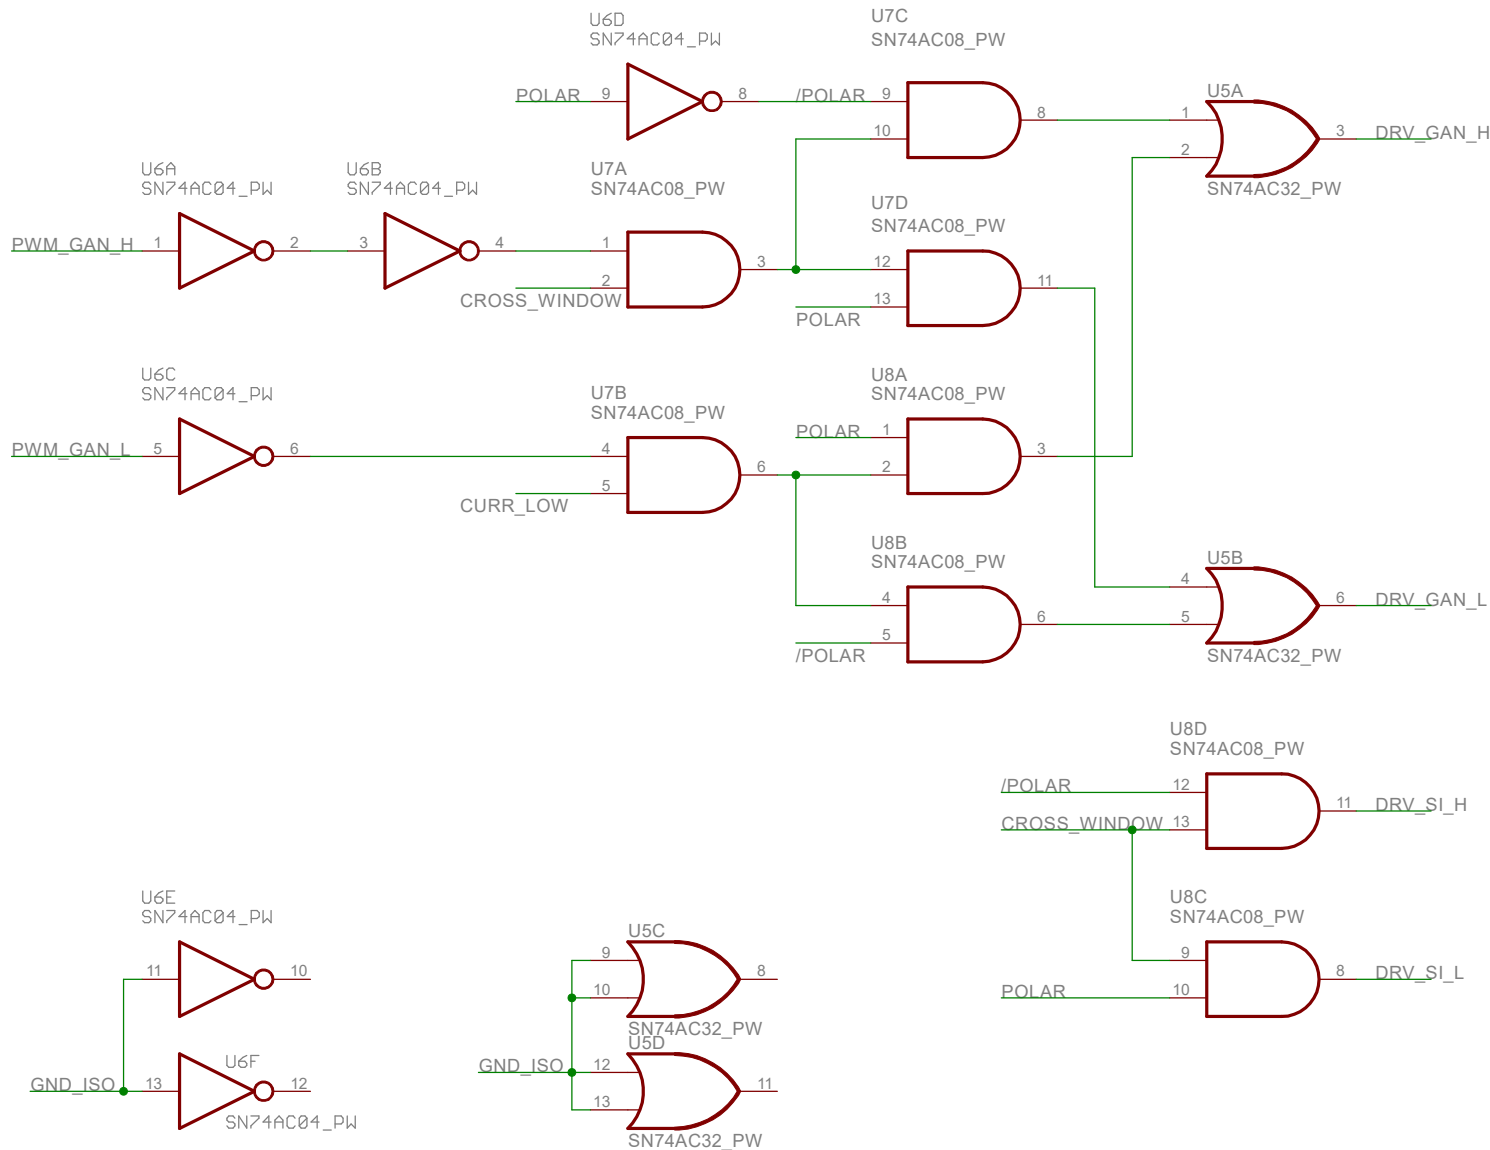 U6D
SN74AC04_PW
POLAR
9
8
/POLAR
U7C
SN74AC08_PW
9
10
8
U5A
1
2
3
DRV_GAN_H
SN74AC32_PW
U6A
SN74AC04_PW
PWM_GAN_H
1
2
U6B
SN74AC04_PW
3
4
U7A
SN74AC08_PW
1
2
CROSS_WINDOW
3
U7D
SN74AC08_PW
12
13
POLAR
11
U6C
SN74AC04_PW
PWM_GAN_L
5
6
U7B
SN74AC08_PW
4
5
CURR_LOW
6
U8A
SN74AC08_PW
POLAR
1
2
3
U8B
SN74AC08_PW
4
5
/POLAR
6
U5B
4
5
6
DRV_GAN_L
SN74AC32_PW
U8D
SN74AC08_PW
/POLAR
12
CROSS_WINDOW
13
11
DRV_SI_H
U8C
SN74AC08_PW
9
POLAR
10
8
DRV_SI_L
U6E
SN74AC04_PW
11
10
U6F
GND_ISO
13
12
SN74AC04_PW
U5C
9
10
8
SN74AC32_PW
U5D
GND_ISO
12
13
11
SN74AC32_PW